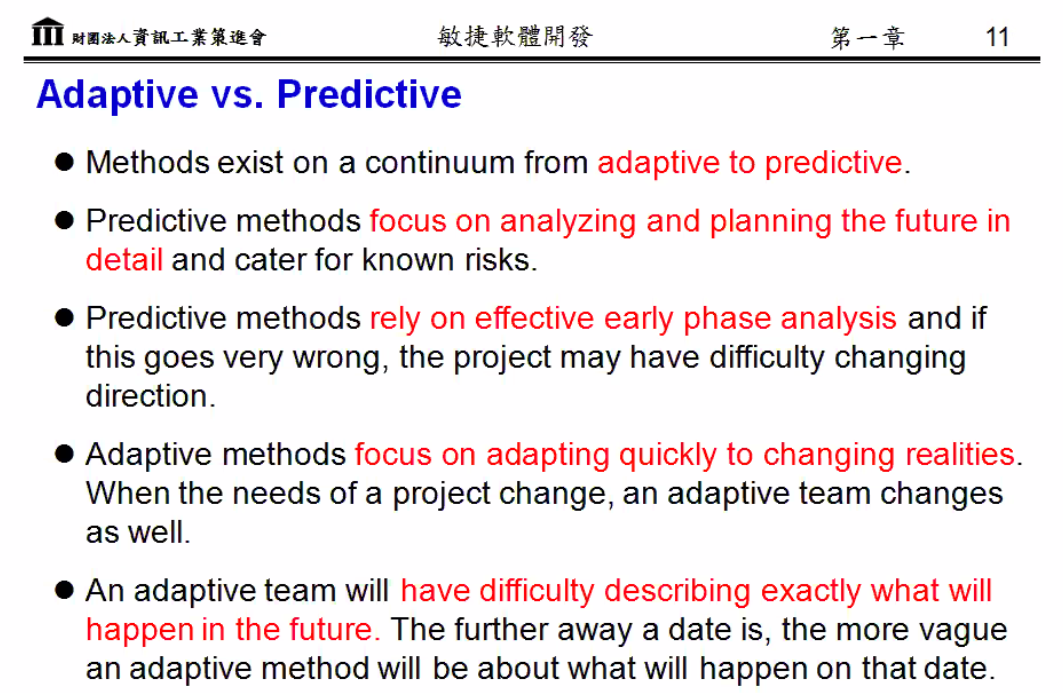 財團法人資訊工業策進會 敏捷軟體開發 第一章 11
Adaptive vs. Predictive
● Methods exist on a continuum from adaptive to predictive.
● Predictive methods focus on analyzing and planning the future in
detail and cater for known risks.
● Predictive methods rely on effective early phase analysis and if
this goes very wrong, the project may have difficulty changing
direction.
● Adaptive methods focus on adapting quickly to changing realities.
When the needs of a project change, an adaptive team changes
as well.
● An adaptive team will have difficulty describing exactly what will
happen in the future. The further away a date is, the more vague
an adaptive method will be about what will happen on that date.